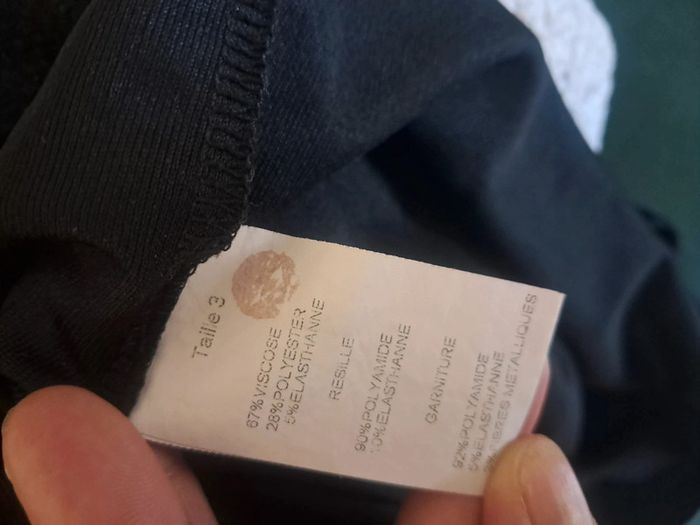 Taille 3
67%VISCOSE
28%POLYESTER
5%ELASTHANNE
RESILLE
90%POLYAMIDE
10%ELASTHANNE
GARNITURE
92%POLYAMIDE
5%ELASTHANNE
FIBRES METALLIQUES